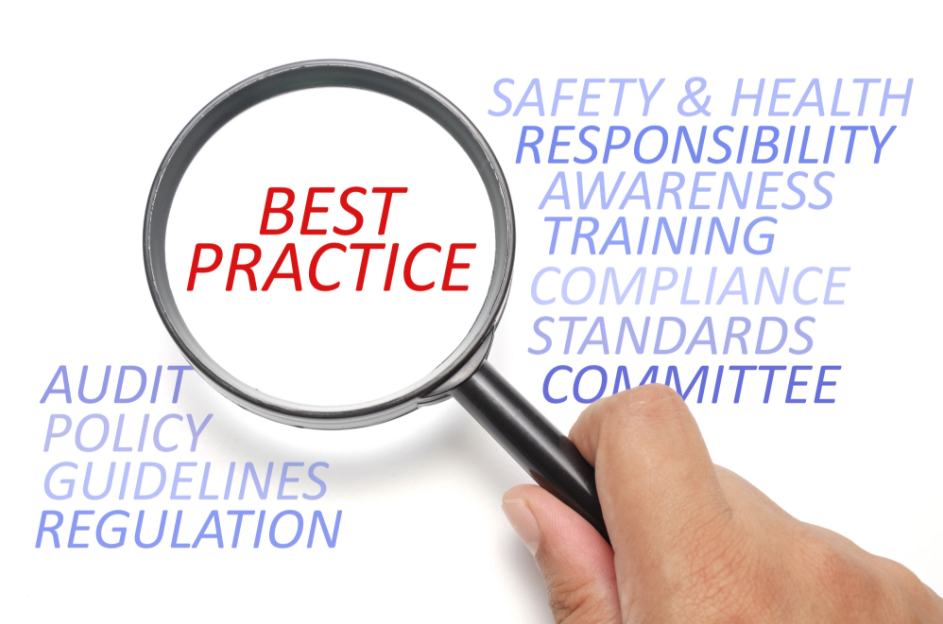 BEST
PRACTICE
SAFETY & HEALTH
RESPONSIBILITY
AWARENESS
TRAINING
COMPLIANCE
STANDARDS
COMMITTEE
AUDIT
POLICY
GUIDELINES
REGULATION